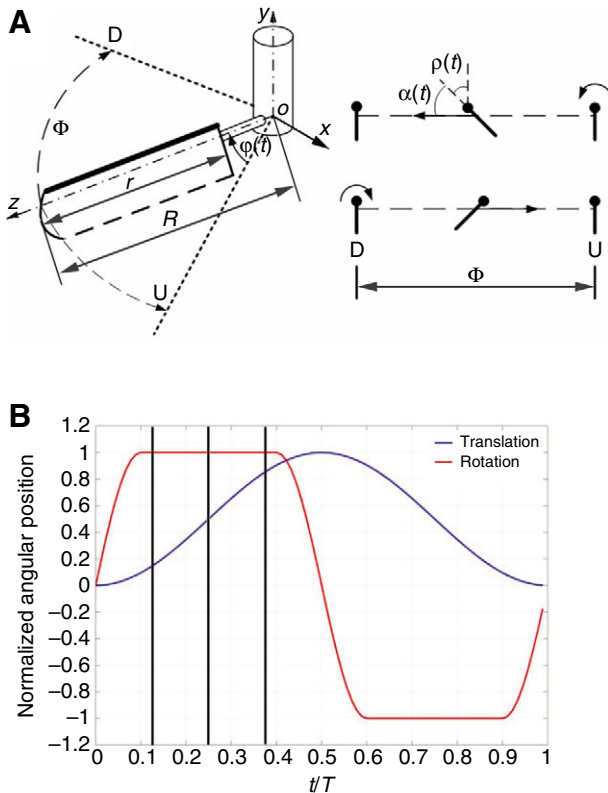 A
D
y
Φ
o
x
φ(t)
z
r
R
U
ρ(t)
α(t)
D
U
Φ
B
Normalized angular position
1.2
1
0.8
0.6
0.4
0.2
0
–0.2
–0.4
–0.6
–0.8
–1
–1.2
Translation
Rotation
0 0.1 0.2 0.3 0.4 0.5 0.6 0.7 0.8 0.9 1
t/T